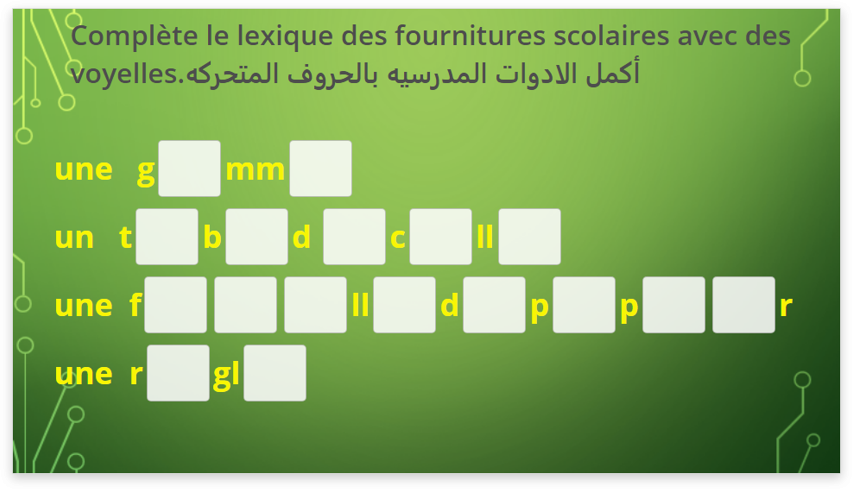 Complète le lexique des fournitures scolaires avec des
voyelles.أكمل الادوات المدرسيه بالحروف المتحركه
une g mm
un t b d c ll
une f ll d p p r
une r gl